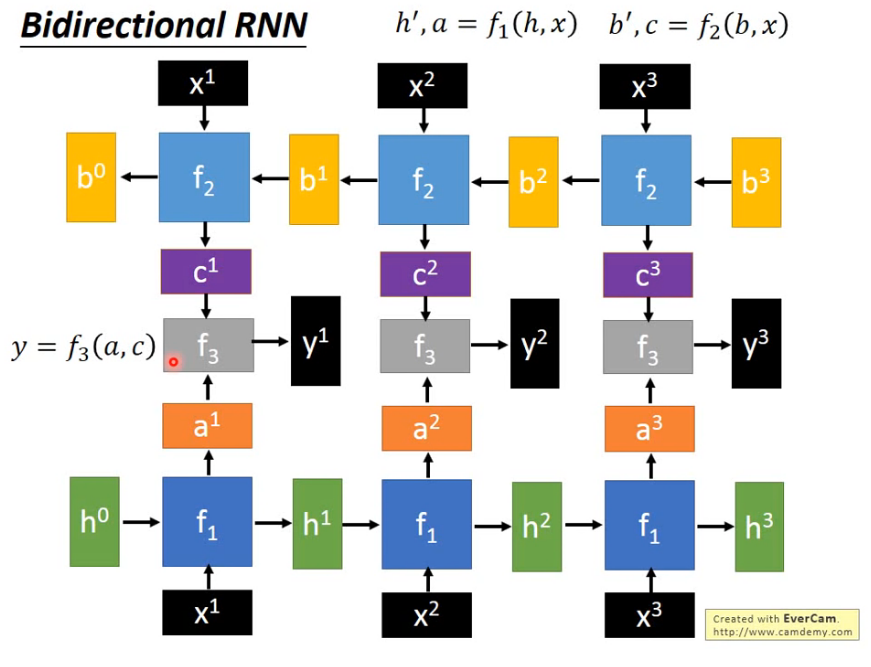 Bidirectional RNN
h′, a = f₁(h, x) b′, c = f₂(b, x)
x¹ x² x³
b⁰ f₂ b¹ f₂ b² f₂ b³
c¹ c² c³
y = f₃(a, c) f₃ y¹ f₃ y² f₃ y³
a¹ a² a³
h⁰ f₁ h¹ f₁ h² f₁ h³
x¹ x² x³
Created with EverCam.
http://www.camdemy.com